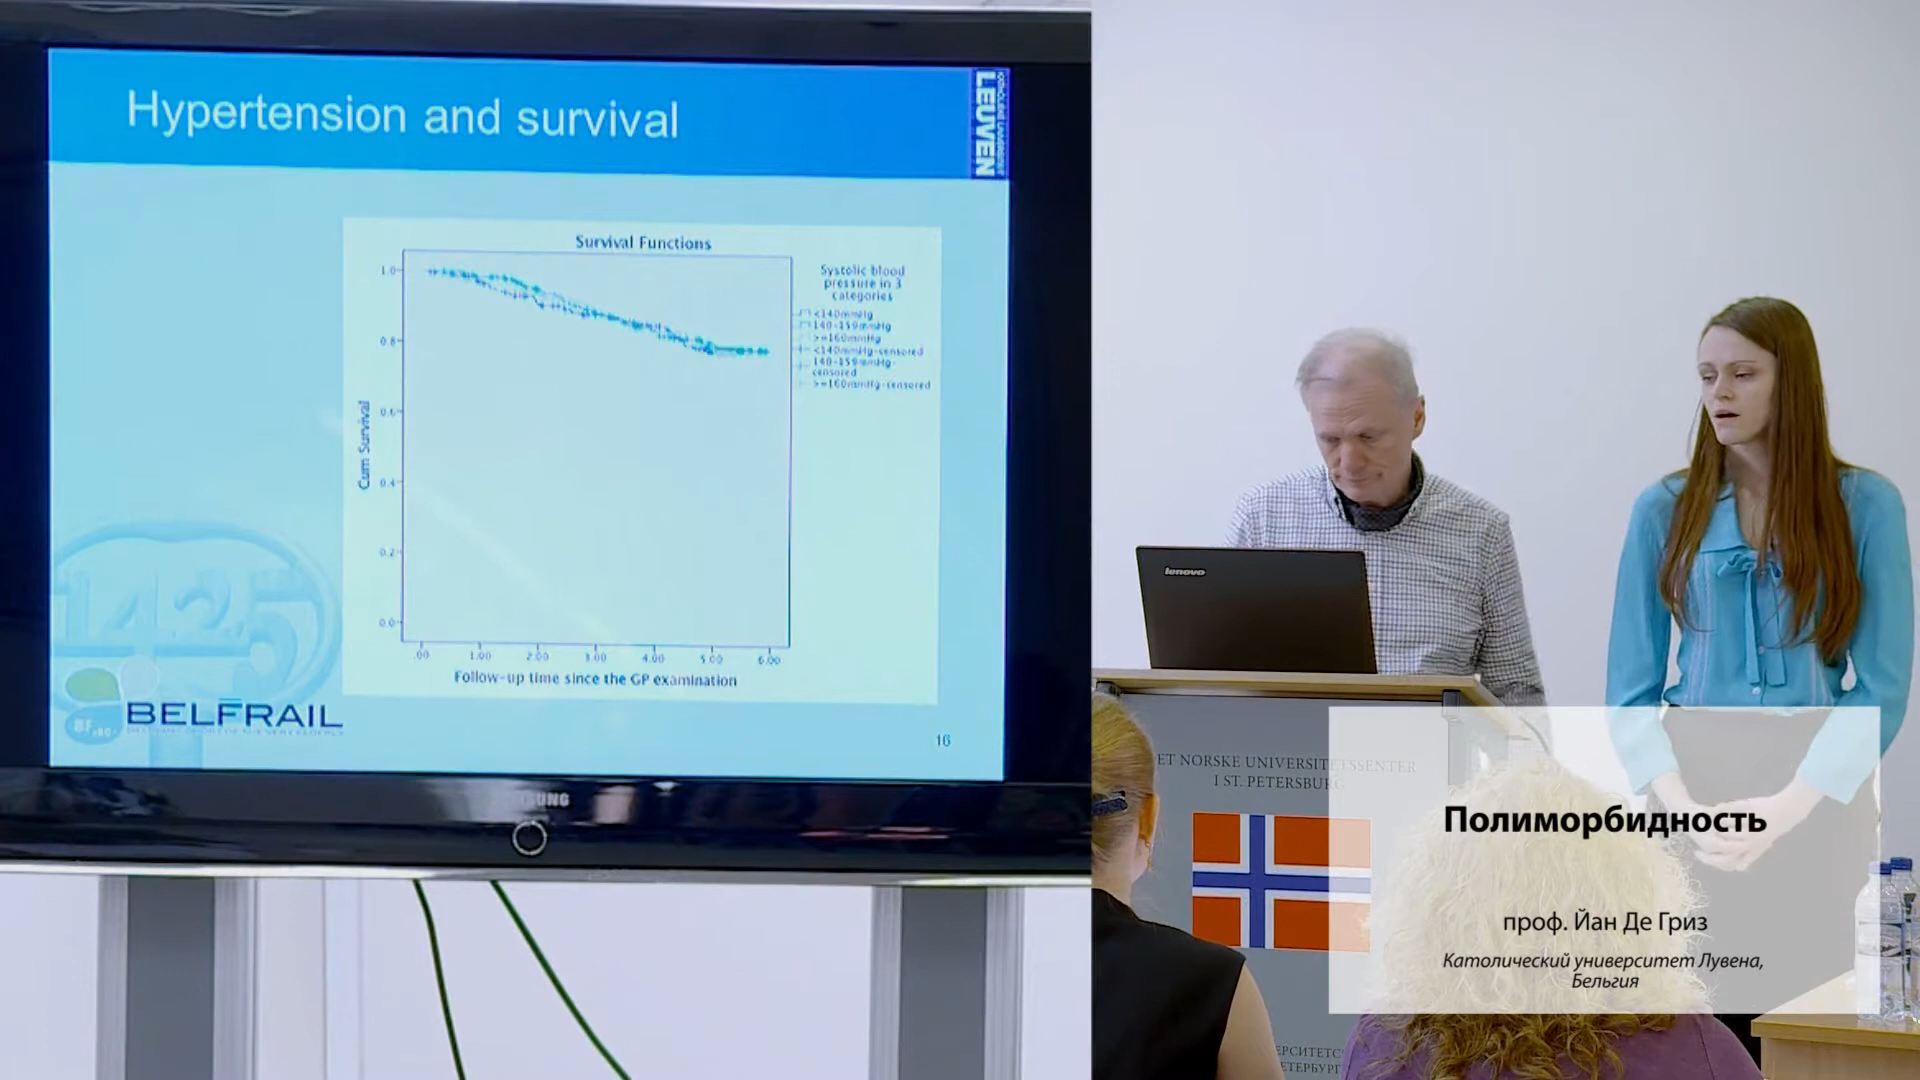 Hypertension and survival
LEUVEN
Survival Functions
Systolic blood
pressure in 3
categories
<140mmHg
140-159mmHg
>=160mmHg
<140mmHg-censored
140-159mmHg-
censored
>=160mmHg-censored
Cum Survival
1.0
0.8
0.6
0.4
0.2
0.0
.00 1.00 2.00 3.00 4.00 5.00 6.00
Follow-up time since the GP examination
BELFRAIL
16
lenovo
ET NORSKE UNIVERSITETSSENTER
I ST. PETERSBURG
Полиморбидность
проф. Йан Де Гриз
Католический университет Лувена,
Бельгия